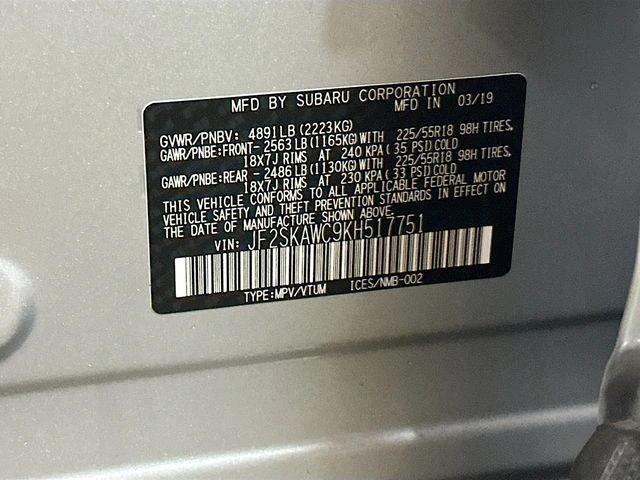 MFD BY SUBARU CORPORATION
MFD IN 03/19
GVWR/PNBV: 4891LB(2223KG)
GAWR/PNBE:FRONT-2563LB(1165KG)WITH 225/55R18 98H TIRES,
18X7J RIMS AT 240 KPA(35 PSI)COLD
GAWR/PNBE:REAR -2486LB(1130KG)WITH 225/55R18 98H TIRES,
18X7J RIMS AT 230 KPA(33 PSI)COLD
THIS VEHICLE CONFORMS TO ALL APPLICABLE FEDERAL MOTOR
VEHICLE SAFETY AND THEFT PREVENTION STANDARDS IN EFFECT ON
THE DATE OF MANUFACTURE SHOWN ABOVE.
VIN: JF2SKAWC9KH517751
TYPE:MPV/VTUM ICES/NMB-002